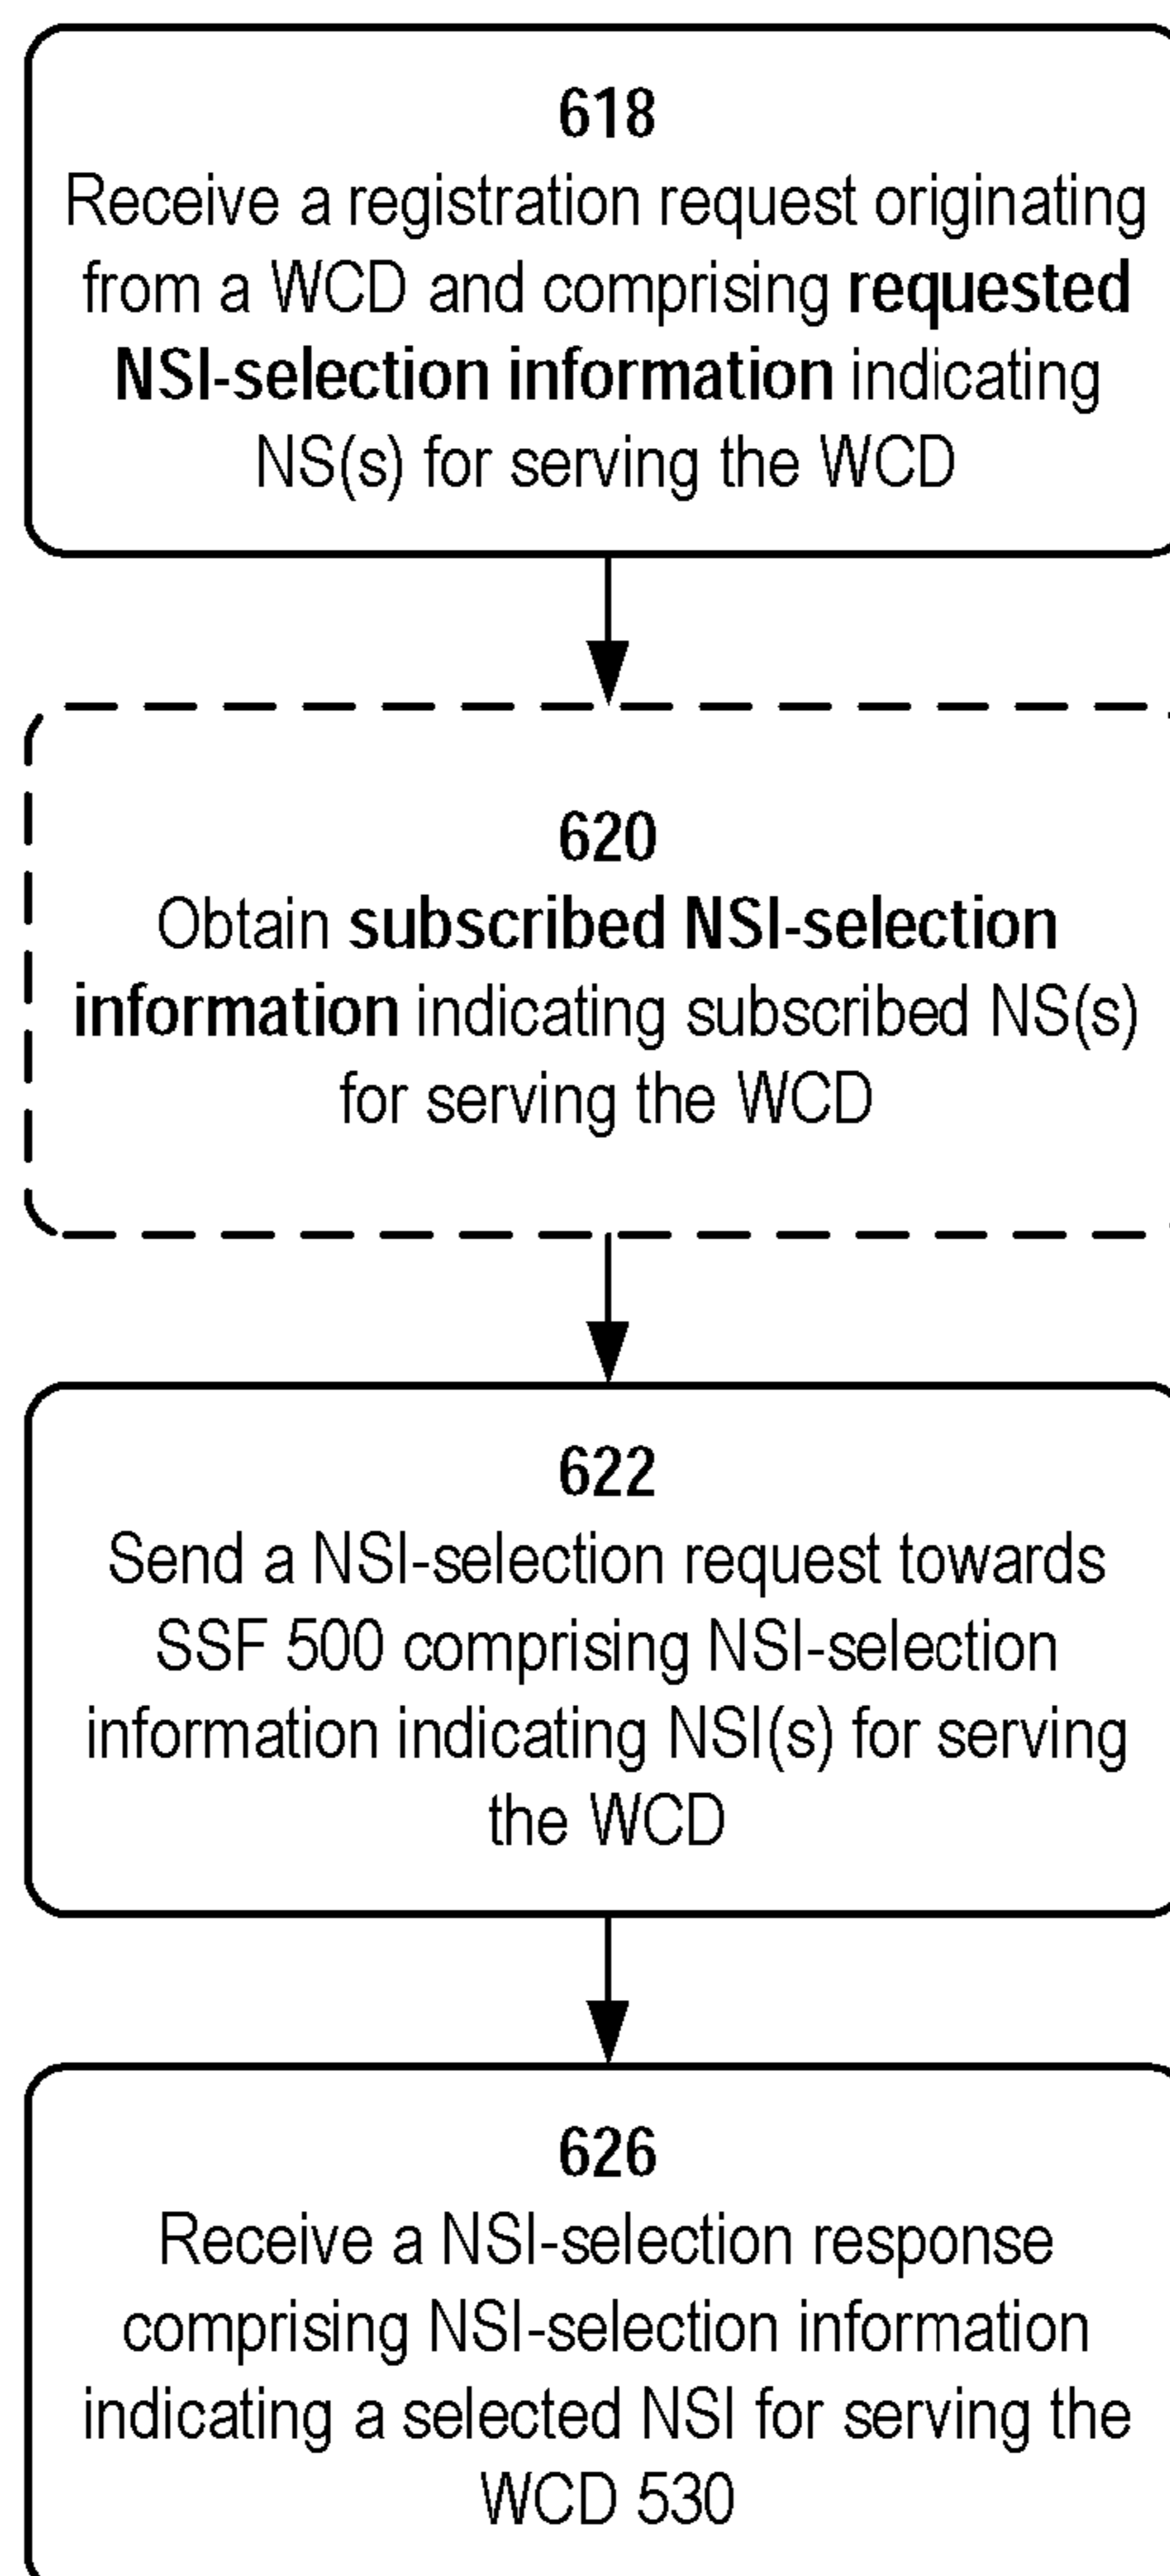 618
Receive a registration request originating
from a WCD and comprising requested
NSI-selection information indicating
NS(s) for serving the WCD
620
Obtain subscribed NSI-selection
information indicating subscribed NS(s)
for serving the WCD
622
Send a NSI-selection request towards
SSF 500 comprising NSI-selection
information indicating NSI(s) for serving
the WCD
626
Receive a NSI-selection response
comprising NSI-selection information
indicating a selected NSI for serving the
WCD 530